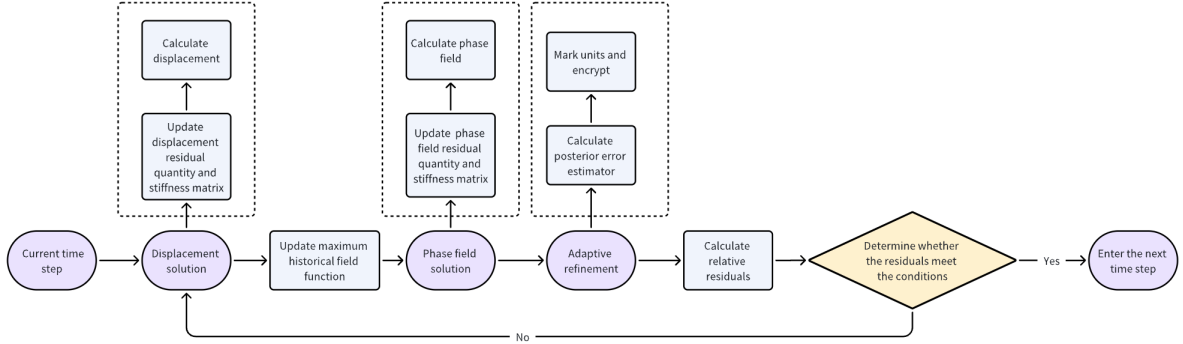 Calculate
displacement
Update
displacement
residual
quantity and
stiffness matrix
Calculate phase
field
Update phase
field residual
quantity and
stiffness matrix
Mark units and
encrypt
Calculate
posterior error
estimator
Current time
step
Displacement
solution
Update maximum
historical field
function
Phase field
solution
Adaptive
refinement
Calculate
relative
residuals
Determine whether
the residuals meet
the conditions
Yes
Enter the next
time step
No